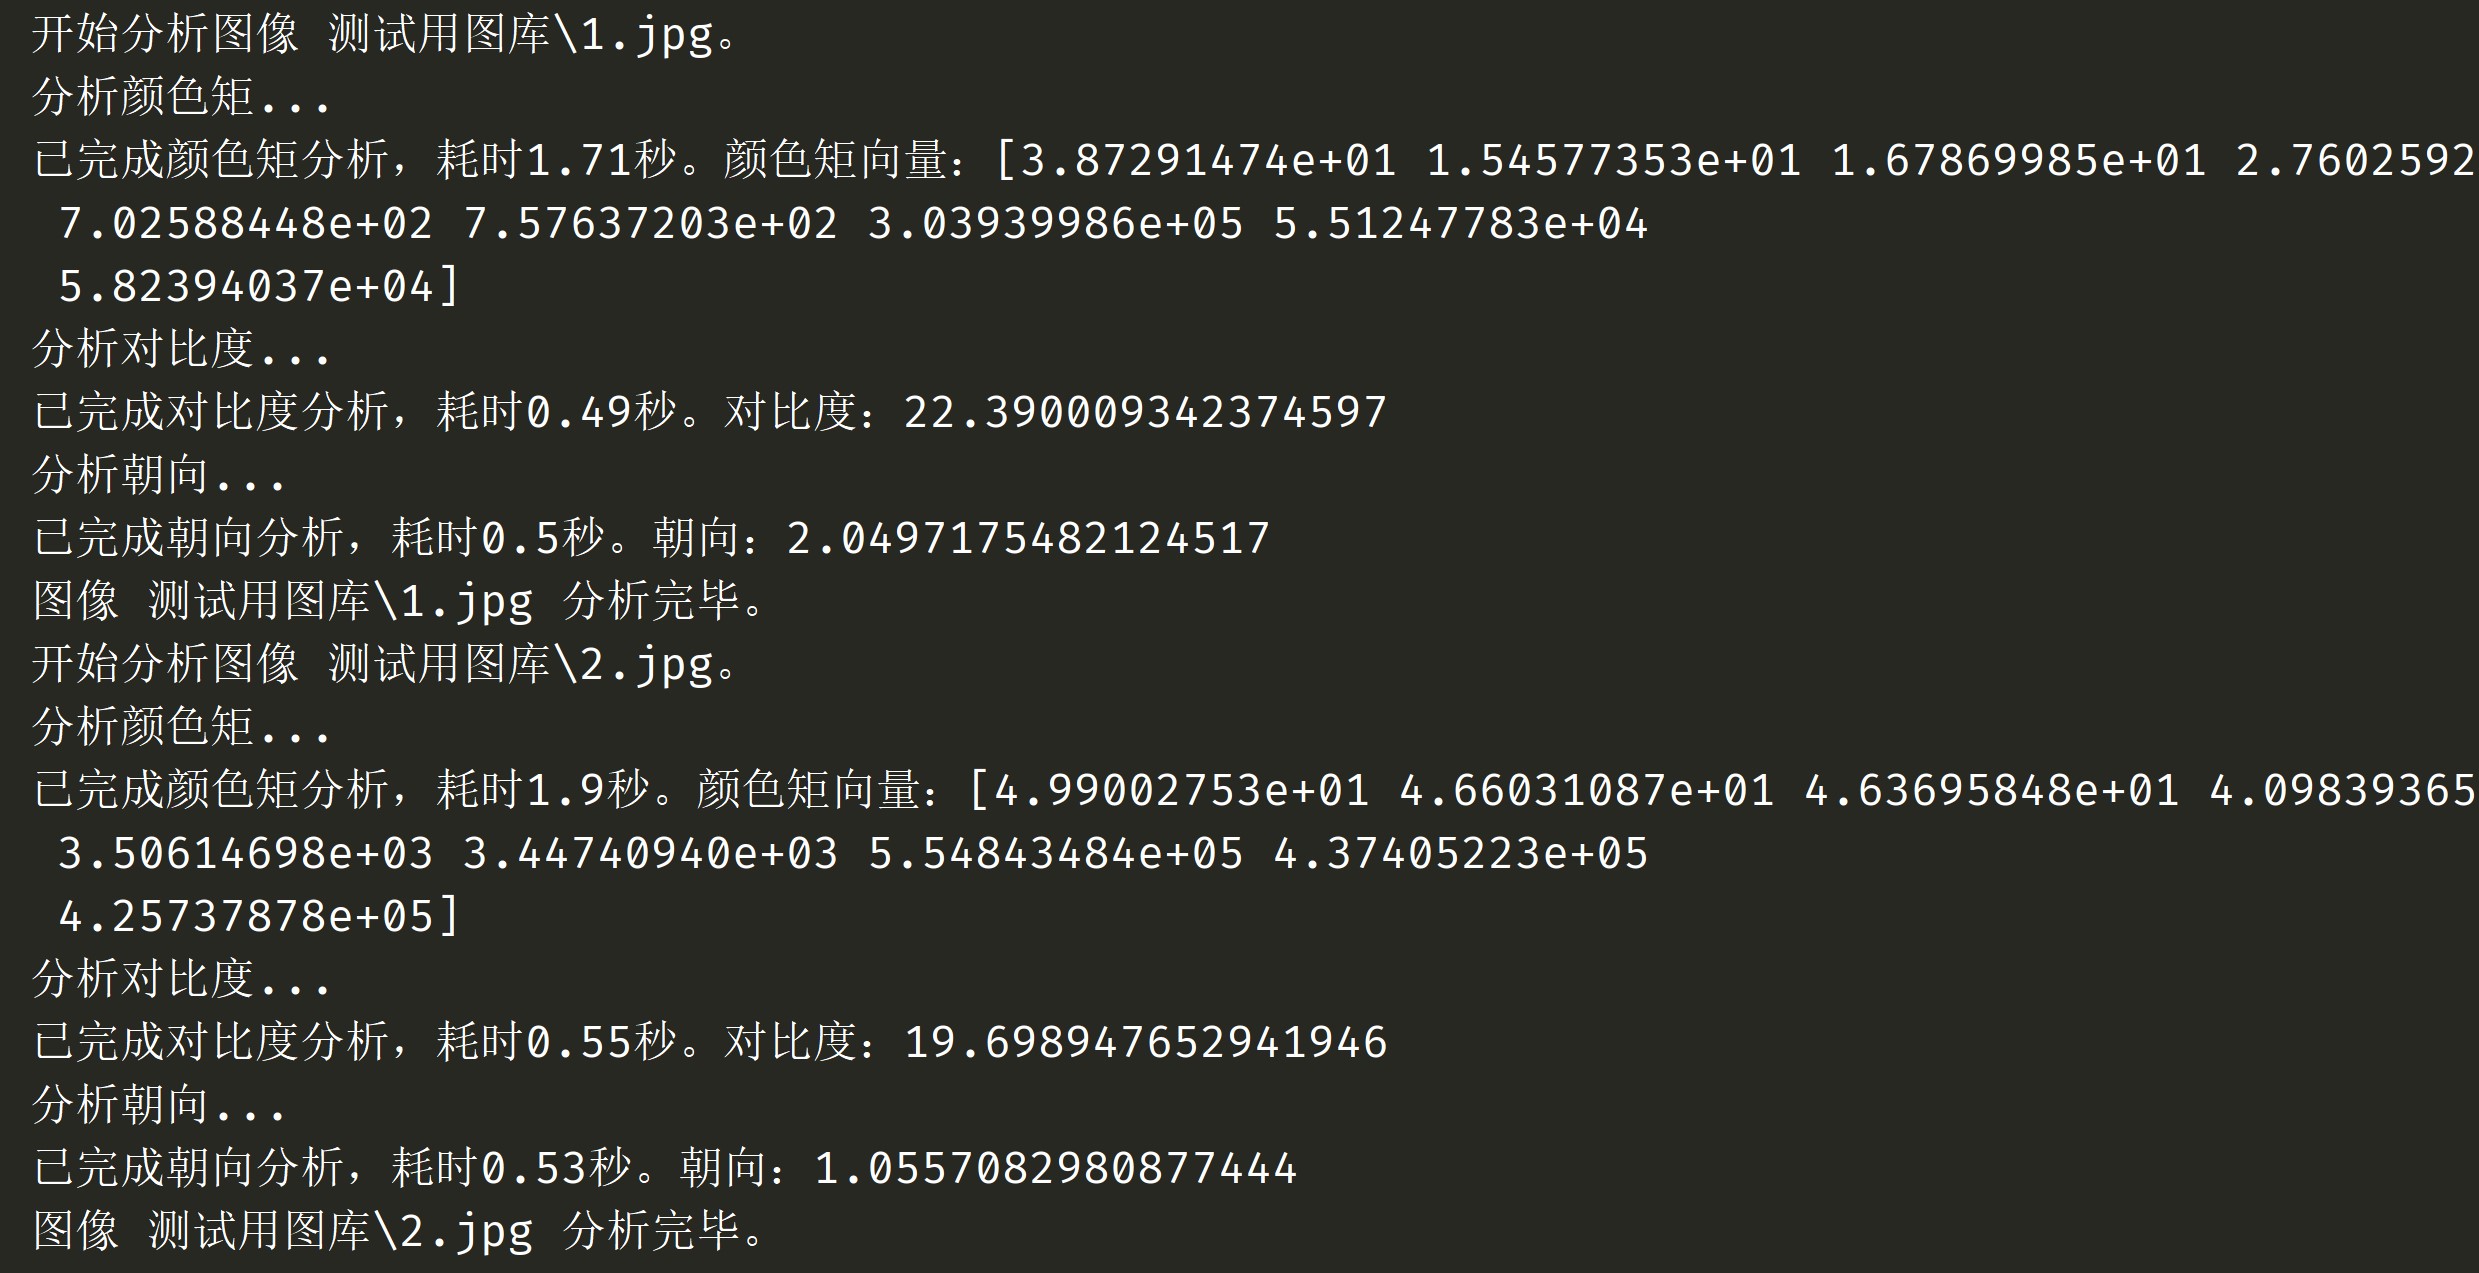 开始分析图像 测试用图库\1.jpg。
分析颜色矩...
已完成颜色矩分析，耗时1.71秒。颜色矩向量：[3.87291474e+01 1.54577353e+01 1.67869985e+01 2.7602592
7.02588448e+02 7.57637203e+02 3.03939986e+05 5.51247783e+04
5.82394037e+04]
分析对比度...
已完成对比度分析，耗时0.49秒。对比度：22.390009342374597
分析朝向...
已完成朝向分析，耗时0.5秒。朝向：2.0497175482124517
图像 测试用图库\1.jpg 分析完毕。
开始分析图像 测试用图库\2.jpg。
分析颜色矩...
已完成颜色矩分析，耗时1.9秒。颜色矩向量：[4.99002753e+01 4.66031087e+01 4.63695848e+01 4.09839365
3.50614698e+03 3.44740940e+03 5.54843484e+05 4.37405223e+05
4.25737878e+05]
分析对比度...
已完成对比度分析，耗时0.55秒。对比度：19.698947652941946
分析朝向...
已完成朝向分析，耗时0.53秒。朝向：1.0557082980877444
图像 测试用图库\2.jpg 分析完毕。